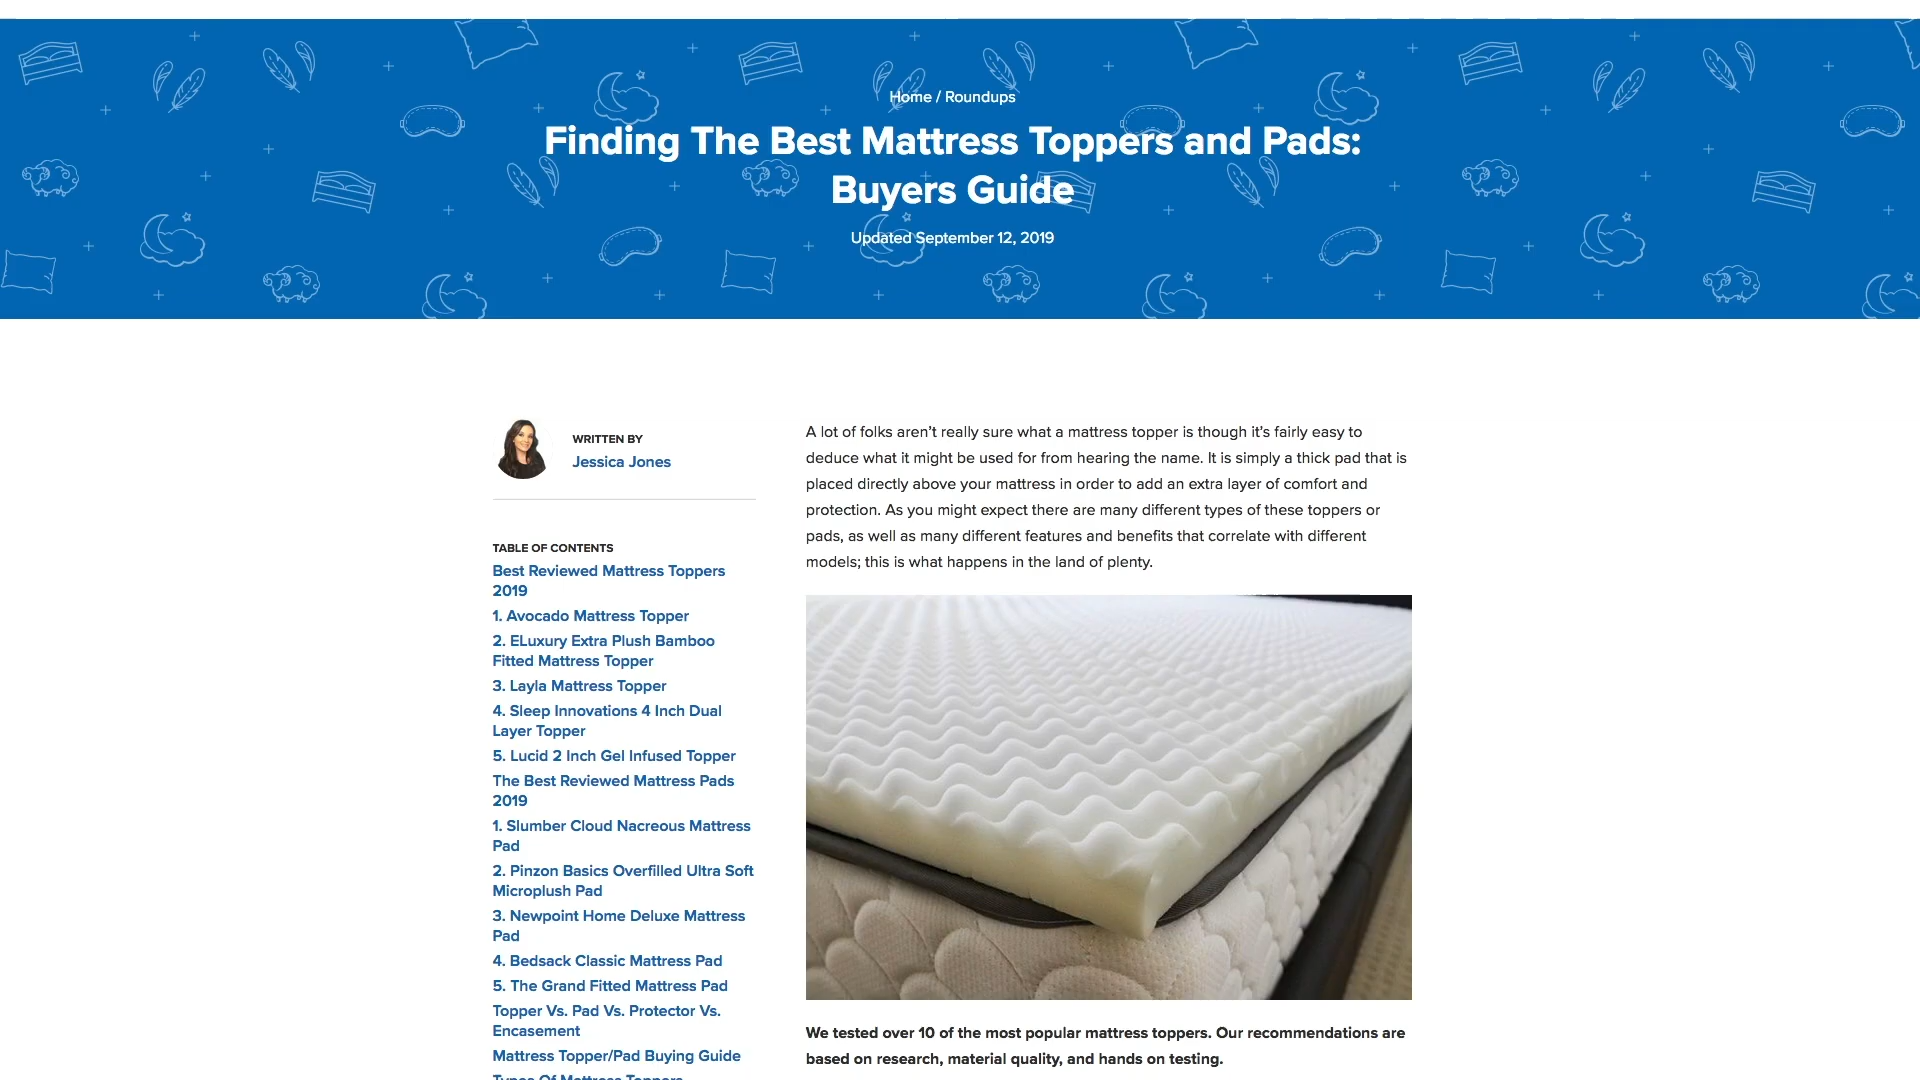 Home / Roundups
Finding The Best Mattress Toppers and Pads:
Buyers Guide
Updated September 12, 2019
WRITTEN BY
Jessica Jones
TABLE OF CONTENTS
Best Reviewed Mattress Toppers
2019
1. Avocado Mattress Topper
2. ELuxury Extra Plush Bamboo
Fitted Mattress Topper
3. Layla Mattress Topper
4. Sleep Innovations 4 Inch Dual
Layer Topper
5. Lucid 2 Inch Gel Infused Topper
The Best Reviewed Mattress Pads
2019
1. Slumber Cloud Nacreous Mattress
Pad
2. Pinzon Basics Overfilled Ultra Soft
Microplush Pad
3. Newpoint Home Deluxe Mattress
Pad
4. Bedsack Classic Mattress Pad
5. The Grand Fitted Mattress Pad
Topper Vs. Pad Vs. Protector Vs.
Encasement
Mattress Topper/Pad Buying Guide
Types Of Mattress Toppers
A lot of folks aren’t really sure what a mattress topper is though it’s fairly easy to
deduce what it might be used for from hearing the name. It is simply a thick pad that is
placed directly above your mattress in order to add an extra layer of comfort and
protection. As you might expect there are many different types of these toppers or
pads, as well as many different features and benefits that correlate with different
models; this is what happens in the land of plenty.
We tested over 10 of the most popular mattress toppers. Our recommendations are
based on research, material quality, and hands on testing.